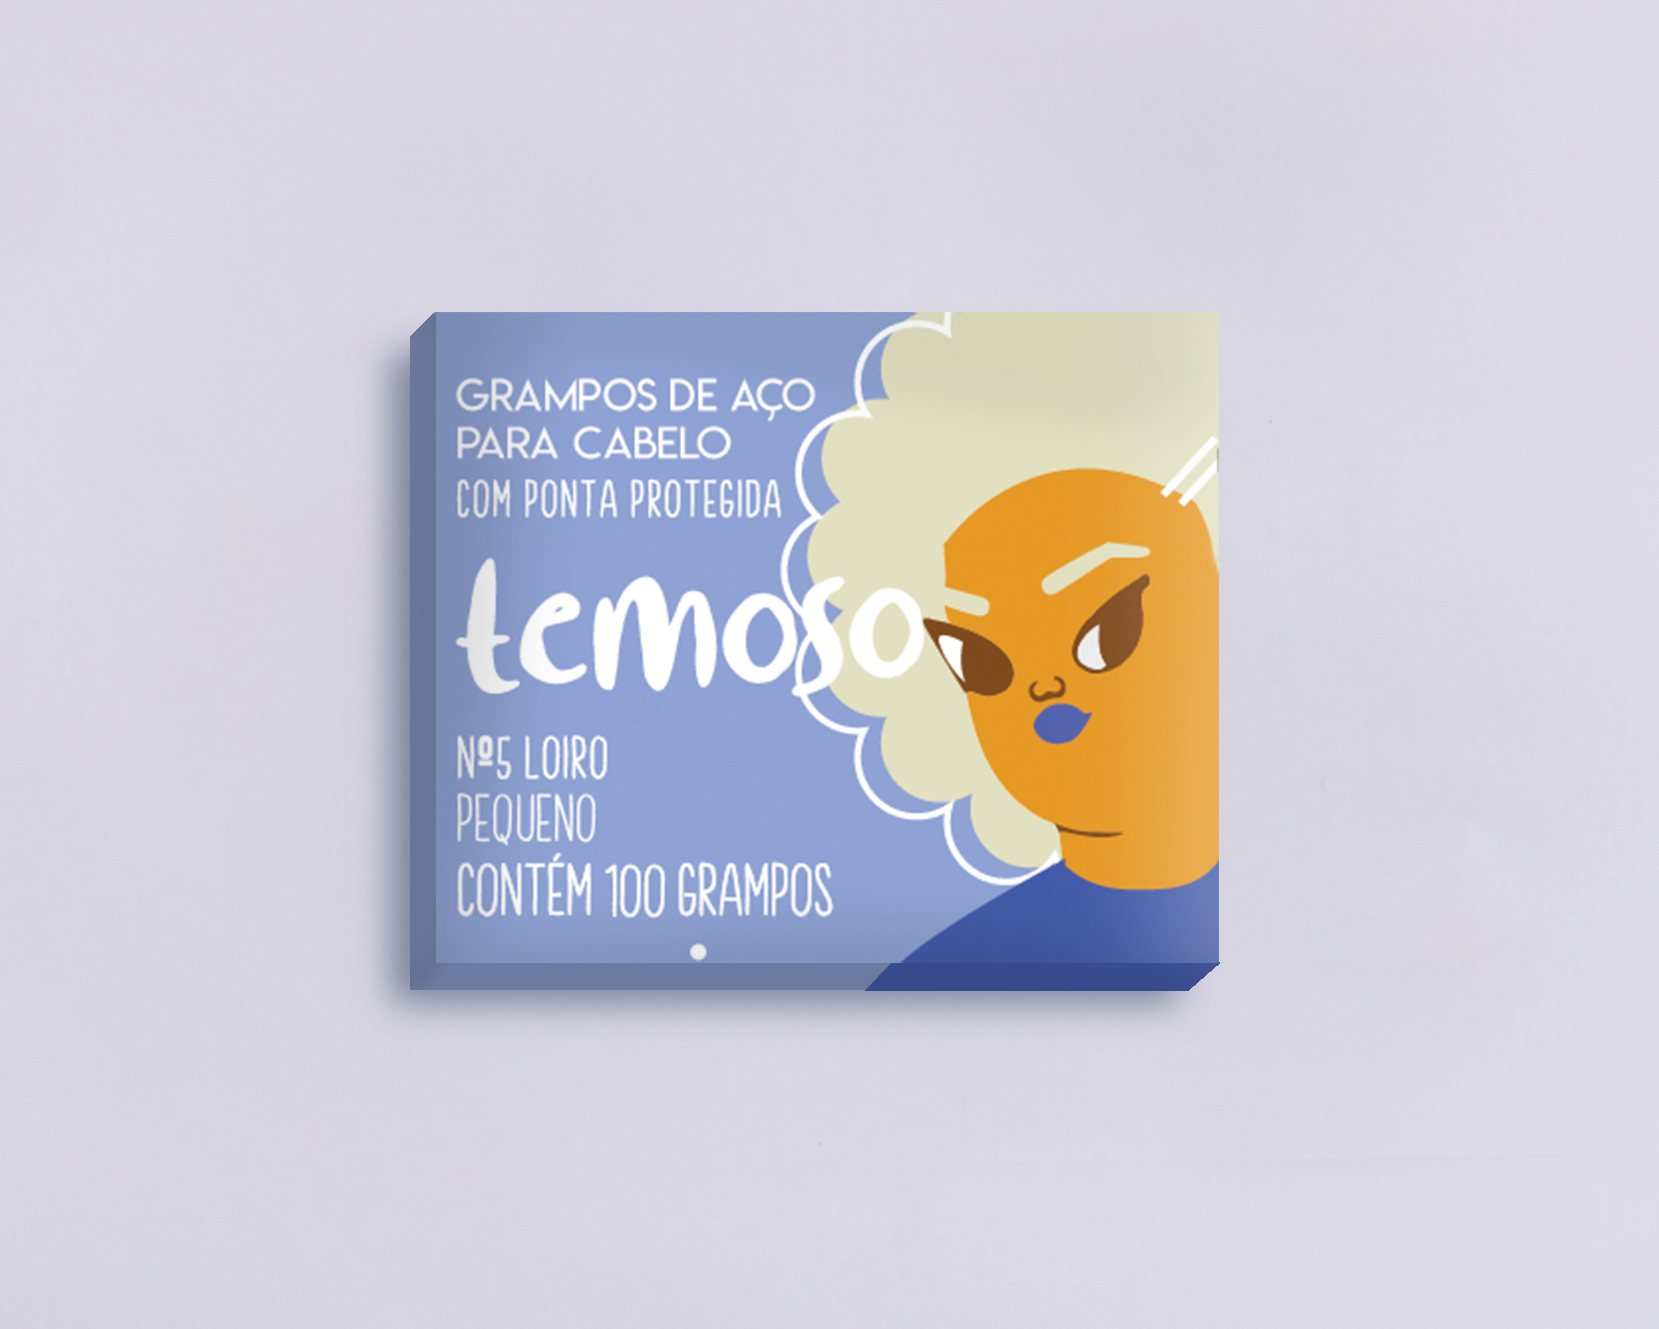 GRAMPOS DE AÇO
PARA CABELO
COM PONTA PROTEGIDA
temoso
Nº5 LOIRO
PEQUENO
CONTÉM 100 GRAMPOS